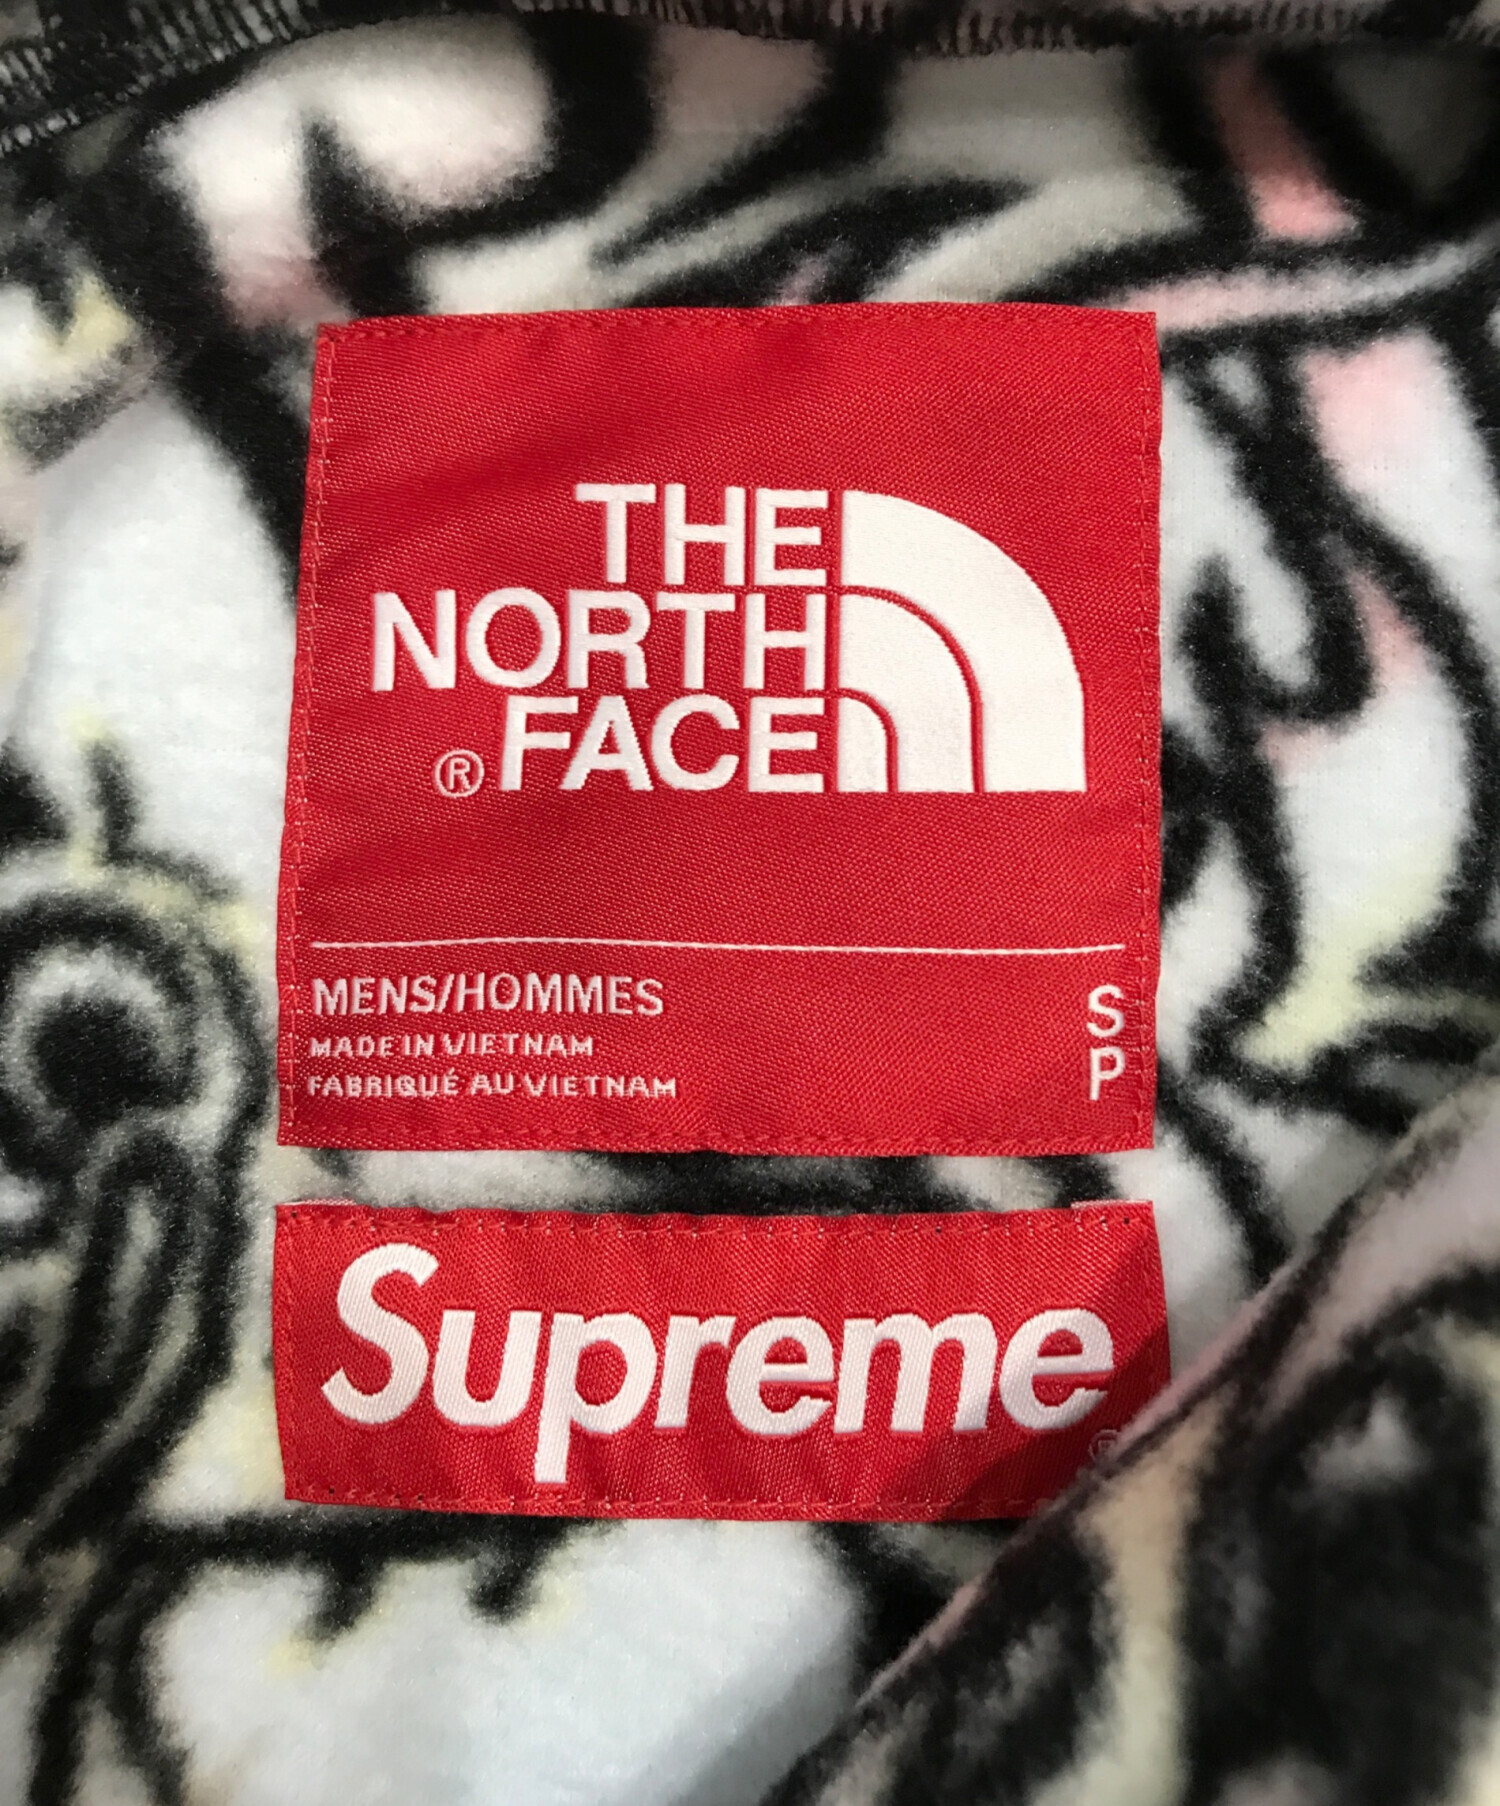 THE
NORTH
® FACE
MENS/HOMMES
MADE IN VIETNAM
FABRIQUÉ AU VIETNAM
S
P
Supreme
®